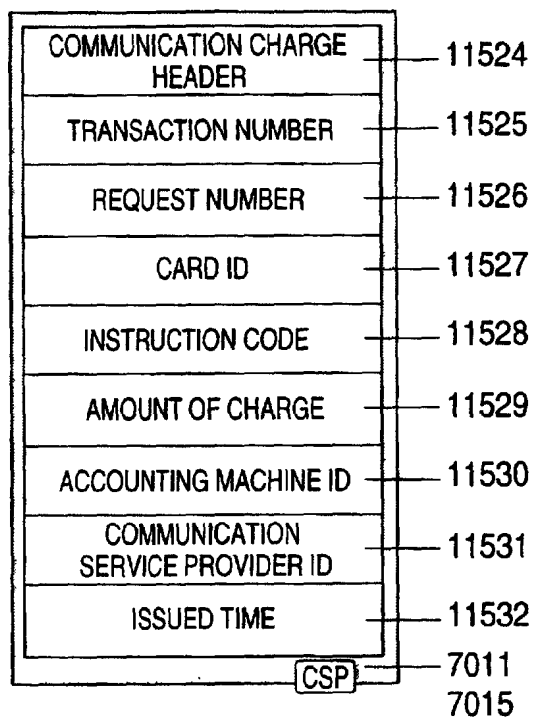 COMMUNICATION CHARGE
HEADER
11524
TRANSACTION NUMBER
11525
REQUEST NUMBER
11526
CARD ID
11527
INSTRUCTION CODE
11528
AMOUNT OF CHARGE
11529
ACCOUNTING MACHINE ID
11530
COMMUNICATION
SERVICE PROVIDER ID
11531
ISSUED TIME
11532
CSP
7011
7015